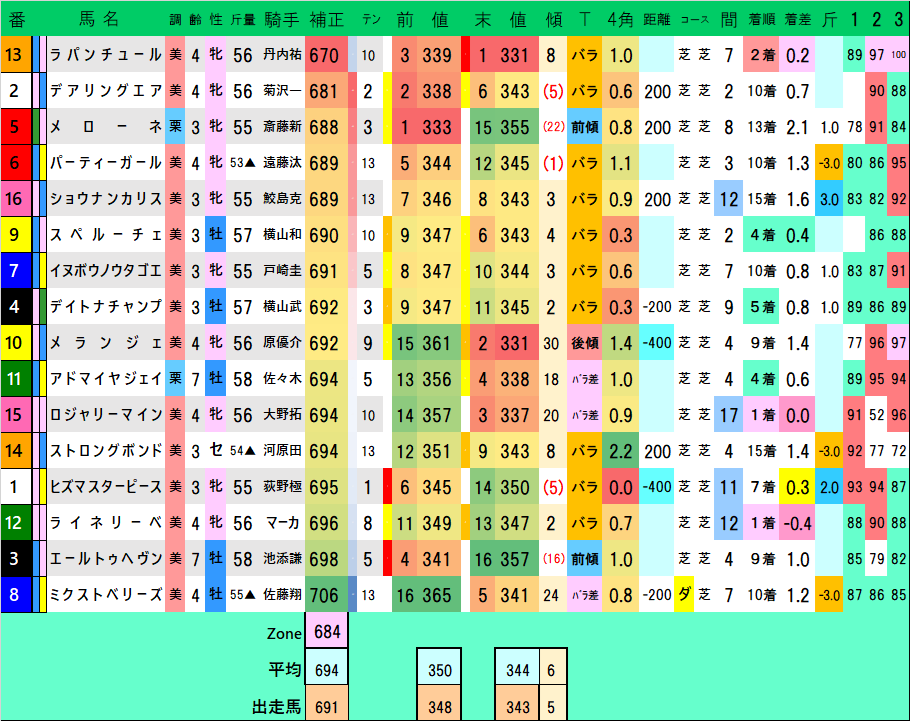 番 馬名 調 齢 性 斤量 騎手 補正 テン 前 値 末 値 傾 T 4角 距離 コース 間 着順 着差 斤 1 2 3
13 ラパンチュール 美 4 牝 56 丹内祐 670 10 3 339 1 331 8 バラ 1.0 芝 芝 7 2着 0.2 89 97 100
2 デアリングエア 美 4 牝 56 菊沢一 681 2 2 338 6 343 (5) バラ 0.6 200 芝 芝 2 10着 0.7 90 88
5 メローネ 栗 3 牝 55 斎藤新 688 3 1 333 15 355 (22) 前傾 0.8 200 芝 芝 8 13着 2.1 1.0 78 91 84
6 パーティーガール 美 4 牝 53▲ 遠藤汰 689 13 5 344 12 345 (1) バラ 1.1 芝 芝 3 10着 1.3 -3.0 80 86 95
16 ショウナンカリス 美 3 牝 55 鮫島克 689 13 7 346 8 343 3 バラ 0.9 200 芝 芝 12 15着 1.6 3.0 83 82 92
9 スペルーチェ 美 3 牡 57 横山和 690 10 9 347 6 343 4 バラ 0.3 芝 芝 2 4着 0.4 86 88
7 イヌボウノウタゴエ 美 3 牝 55 戸崎圭 691 5 8 347 10 344 3 バラ 0.6 芝 芝 7 10着 0.8 1.0 83 87 91
4 デイトナチャンプ 美 3 牡 57 横山武 692 3 9 347 11 345 2 バラ 0.3 -200 芝 芝 9 5着 0.8 1.0 89 86 89
10 メランジェ 美 4 牝 56 原優介 692 9 15 361 2 331 30 後傾 1.4 -400 芝 芝 4 9着 1.4 77 96 97
11 アドマイヤジェイ 栗 7 牡 58 佐々木 694 5 13 356 4 338 18 バラ差 1.0 芝 芝 4 4着 0.6 89 95 94
15 ロジャリーマイン 美 4 牝 56 大野拓 694 10 14 357 3 337 20 バラ差 0.9 芝 芝 17 1着 0.0 91 52 96
14 ストロングボンド 美 3 セ 54▲ 河原田 694 13 12 351 9 343 8 バラ 2.2 200 芝 芝 4 15着 1.4 -3.0 92 77 72
1 ヒズマスターピース 美 3 牝 55 荻野極 695 1 6 345 14 350 (5) バラ 0.0 -400 芝 芝 11 7着 0.3 2.0 93 94 87
12 ライネリーベ 美 4 牝 56 マーカ 696 8 11 349 13 347 2 バラ 0.7 芝 芝 12 1着 -0.4 88 90 88
3 エールトゥヘヴン 美 7 牡 58 池添謙 698 5 4 341 16 357 (16) 前傾 1.0 芝 芝 4 9着 1.0 85 79 82
8 ミクストベリーズ 美 4 牡 55▲ 佐藤翔 706 13 16 365 5 341 24 バラ差 0.8 -200 ダ 芝 7 10着 1.2 -3.0 87 86 85
Zone 684
平均 694 350 344 6
出走馬 691 348 343 5